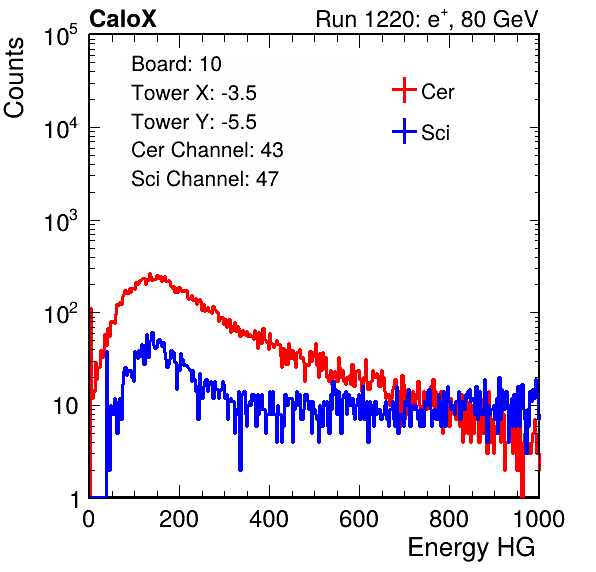 CaloX Run 1220: e⁺, 80 GeV
Board: 10
Tower X: -3.5
Tower Y: -5.5
Cer Channel: 43
Sci Channel: 47
Cer
Sci
Counts
10⁵
10⁴
10³
10²
10
1
0 200 400 600 800 1000
Energy HG